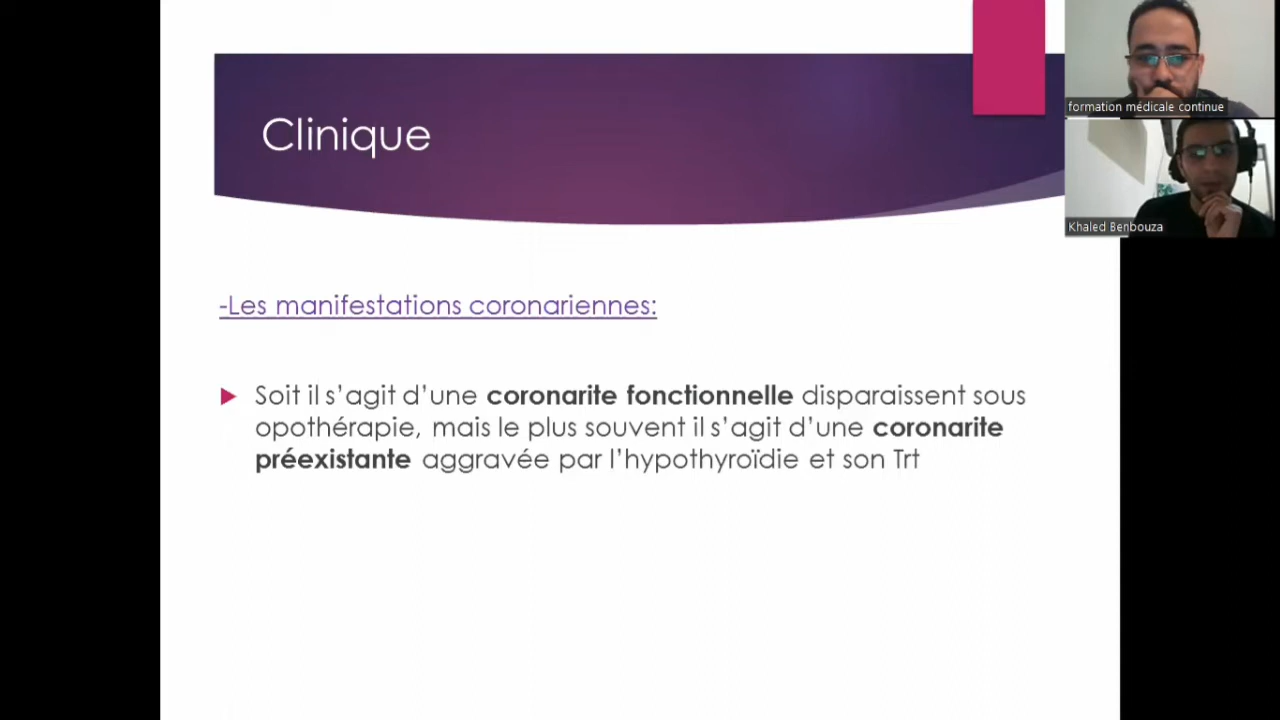 Clinique
formation médicale continue
Khaled Benbouza
-Les manifestations coronariennes:
Soit il s’agit d’une coronarite fonctionnelle disparaissent sous
opothérapie, mais le plus souvent il s’agit d’une coronarite
préexistante aggravée par l’hypothyroïdie et son Trt